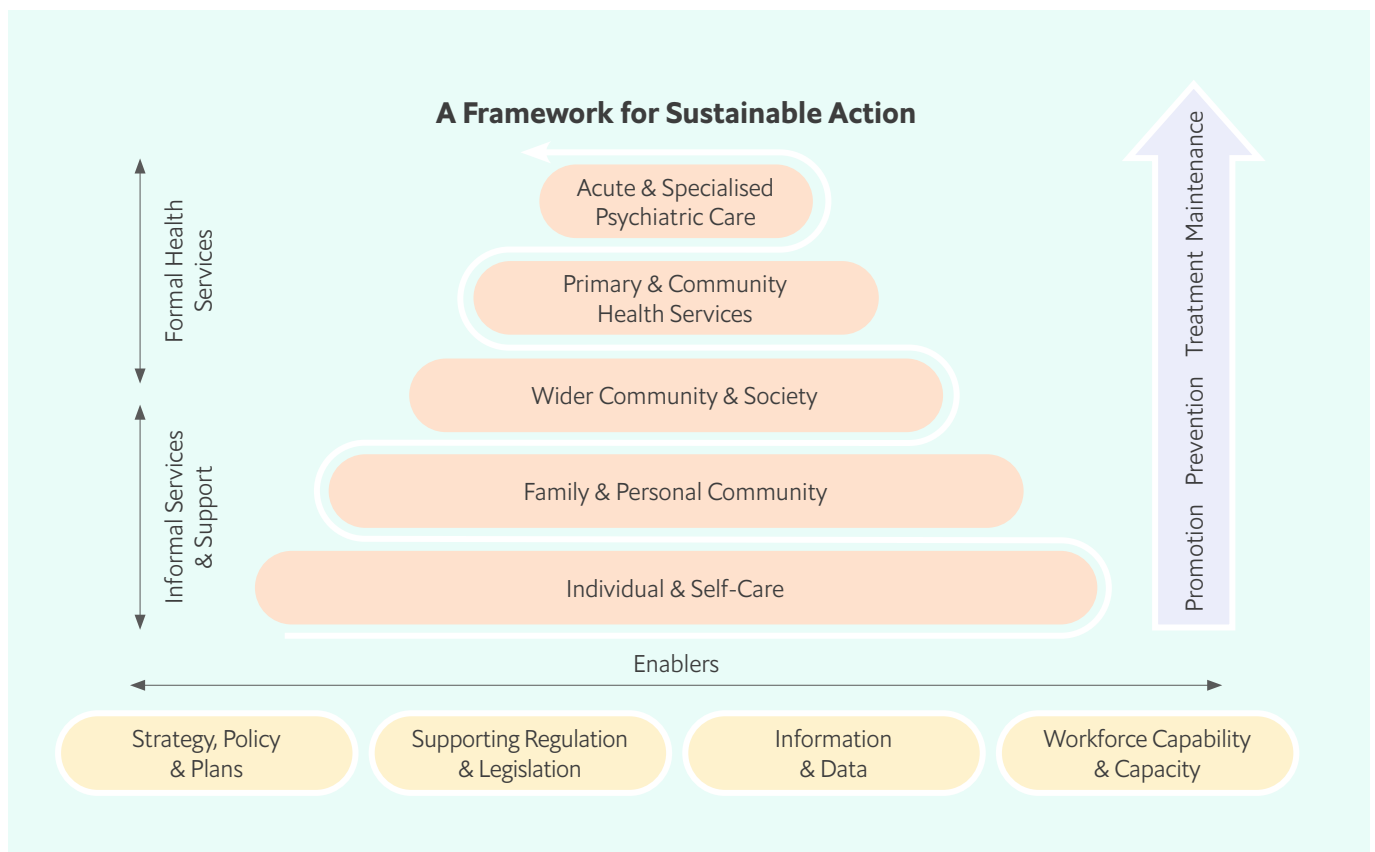 A Framework for Sustainable Action
Formal Health
Services
Informal Services
& Support
Acute & Specialised
Psychiatric Care
Primary & Community
Health Services
Wider Community & Society
Family & Personal Community
Individual & Self-Care
Promotion Prevention Treatment Maintenance
Enablers
Strategy, Policy
& Plans
Supporting Regulation
& Legislation
Information
& Data
Workforce Capability
& Capacity